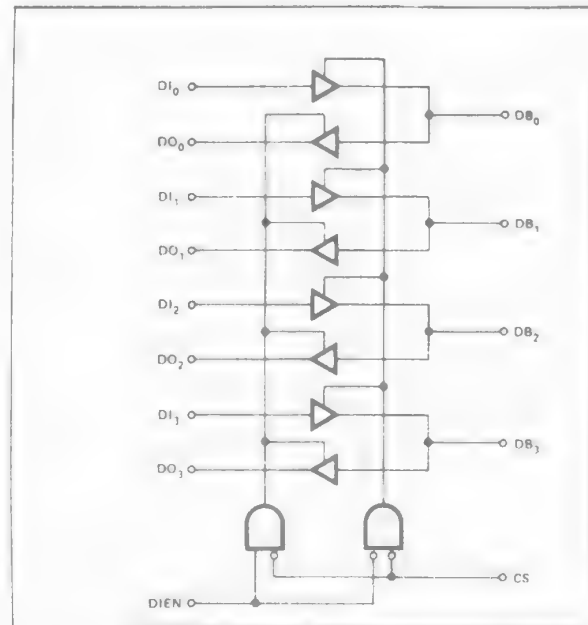 DI₀
DB₀
DO₀
DI₁
DB₁
DO₁
DI₂
DB₂
DO₂
DI₃
DB₃
DO₃
CS
DIEN